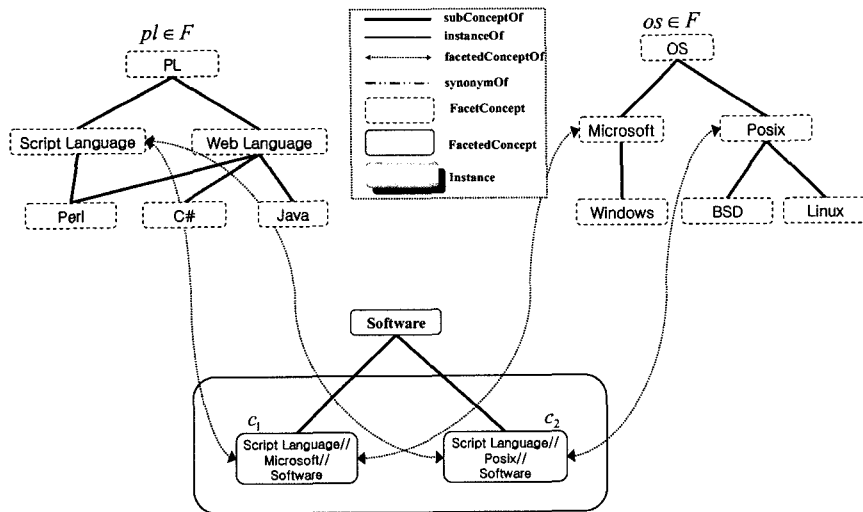 pl ∈ F
PL
Script Language
Web Language
Perl
C#
Java
subConceptOf
instanceOf
facetedConceptOf
synonymOf
FacetConcept
FacetedConcept
Instance
os ∈ F
OS
Microsoft
Posix
Windows
BSD
Linux
Software
c1
Script Language//
Microsoft//
Software
c2
Script Language//
Posix//
Software